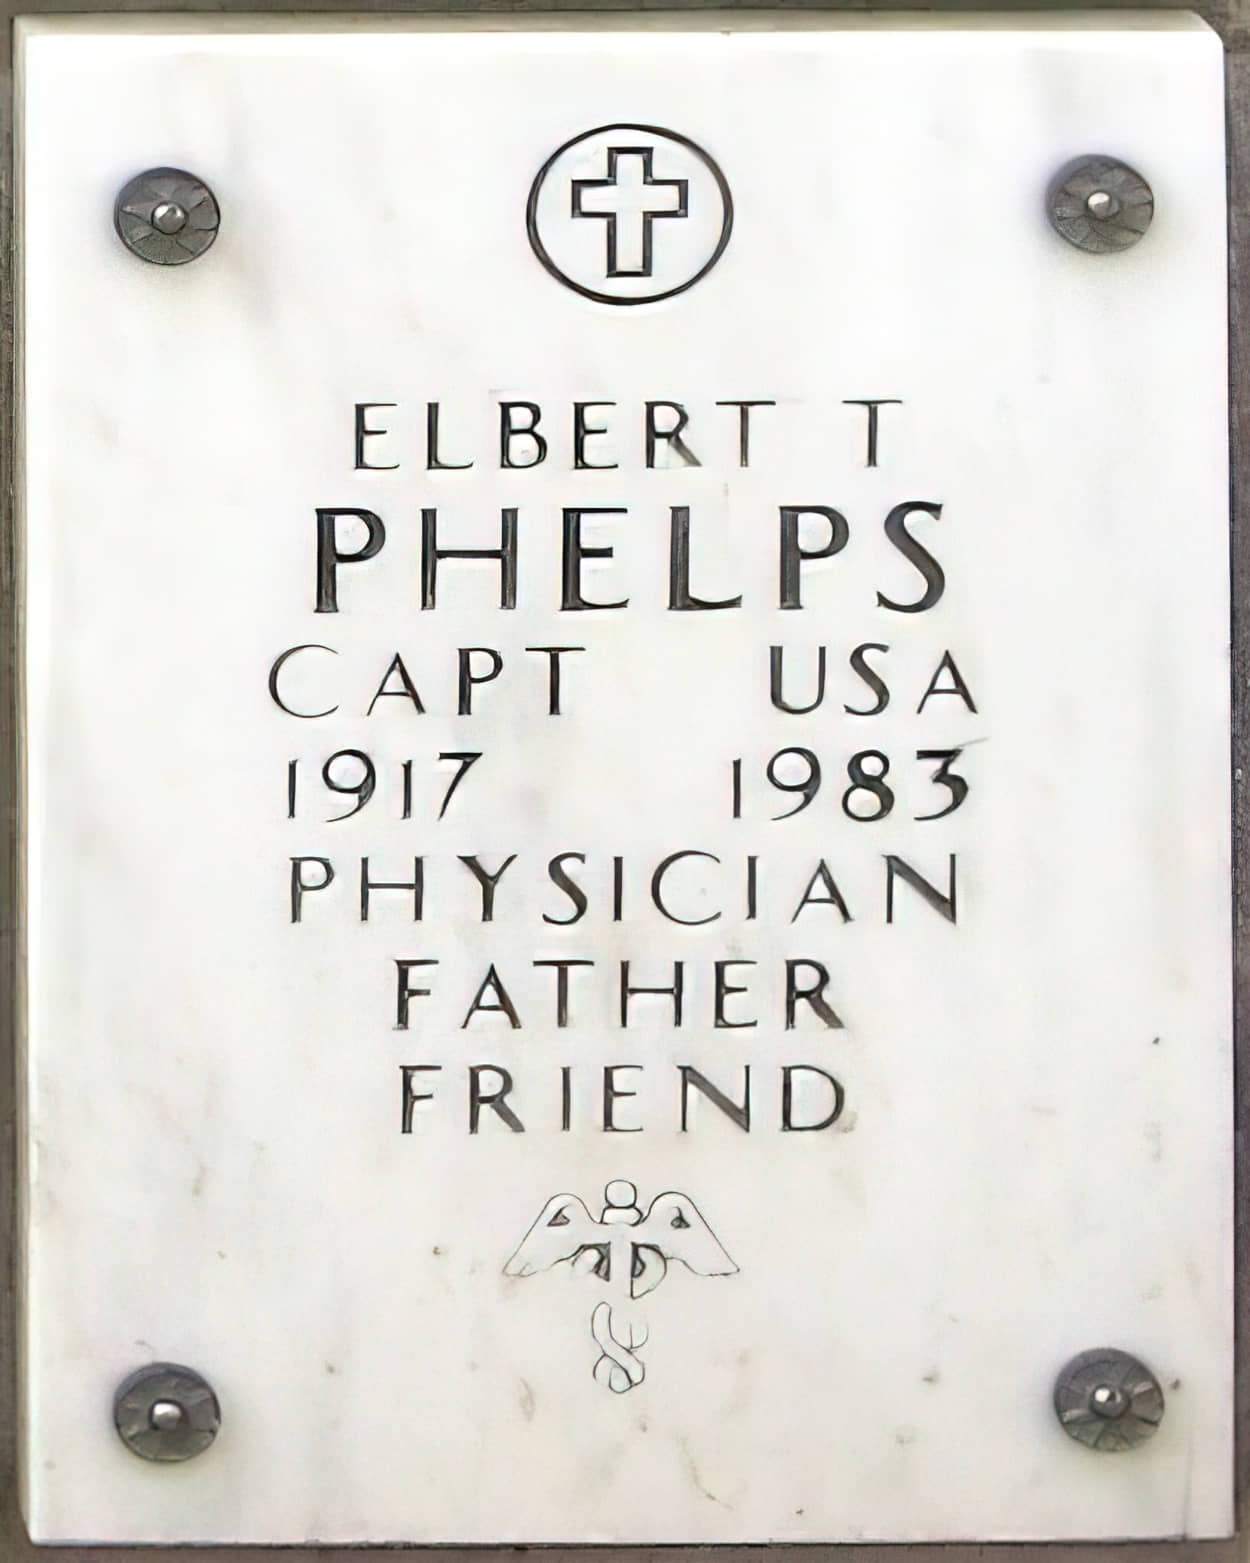 ELBERT T
PHELPS
CAPT USA
1917 1983
PHYSICIAN
FATHER
FRIEND